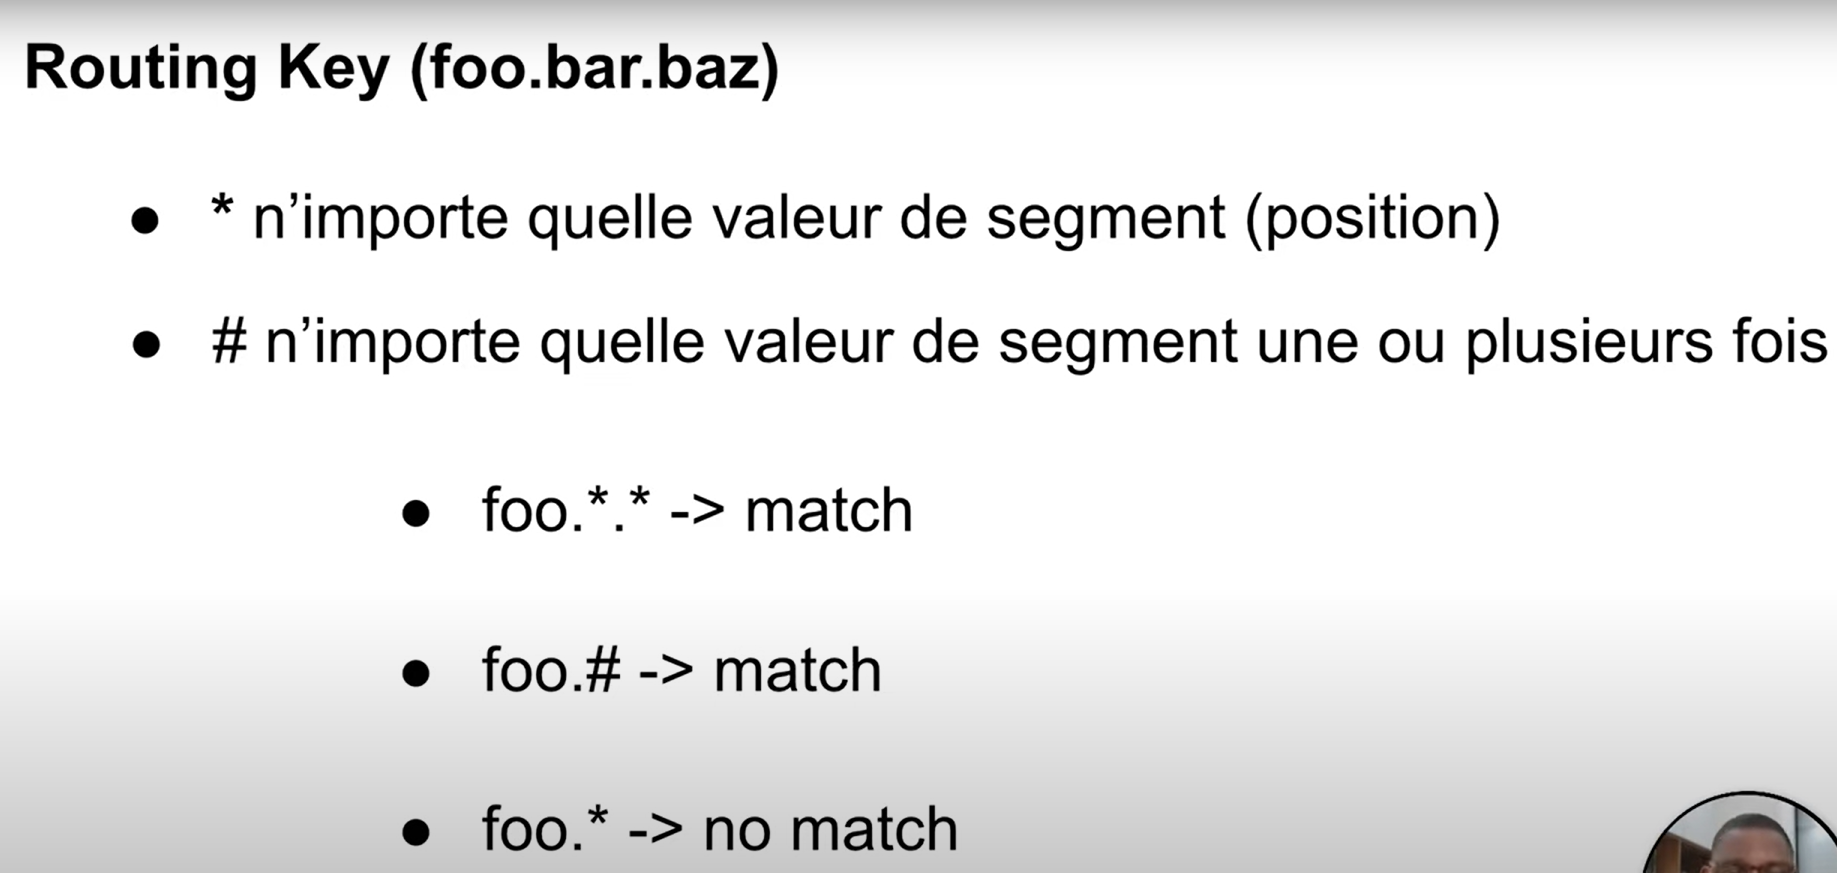 Routing Key (foo.bar.baz)
● * n’importe quelle valeur de segment (position)
● # n’importe quelle valeur de segment une ou plusieurs fois
● foo.*.* -> match
● foo.# -> match
● foo.* -> no match